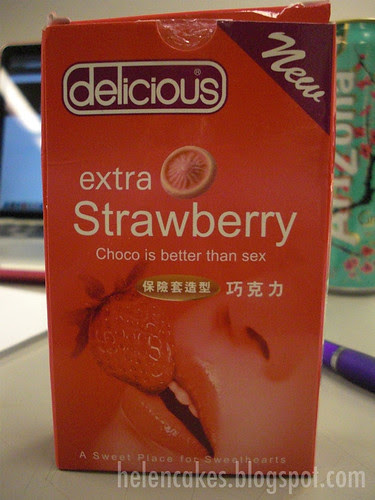 New
delicious®
extra
Strawberry
Choco is better than sex
保險套造型 巧克力
A Sweet Place for Sweethearts
AriZona
helencakes.blogspot.com